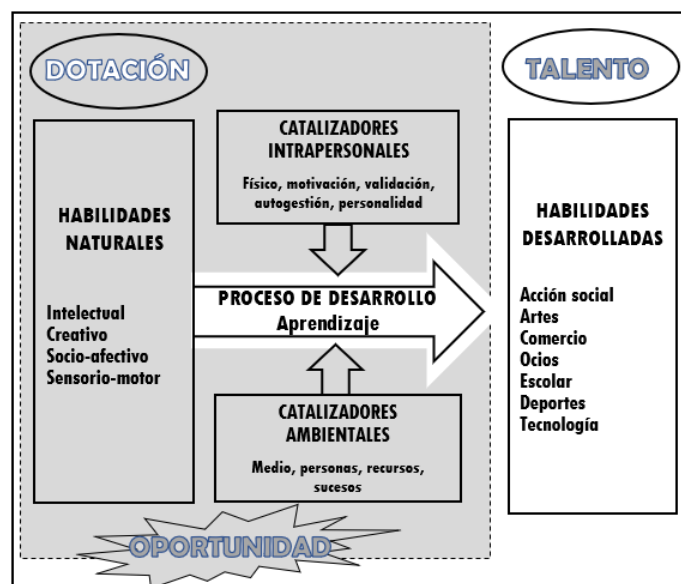 DOTACIÓN
TALENTO
HABILIDADES
NATURALES
Intelectual
Creativo
Socio-afectivo
Sensorio-motor
CATALIZADORES
INTRAPERSONALES
Físico, motivación, validación,
autogestión, personalidad
PROCESO DE DESARROLLO
Aprendizaje
CATALIZADORES
AMBIENTALES
Medio, personas, recursos,
sucesos
HABILIDADES
DESARROLLADAS
Acción social
Artes
Comercio
Ocios
Escolar
Deportes
Tecnología
OPORTUNIDAD